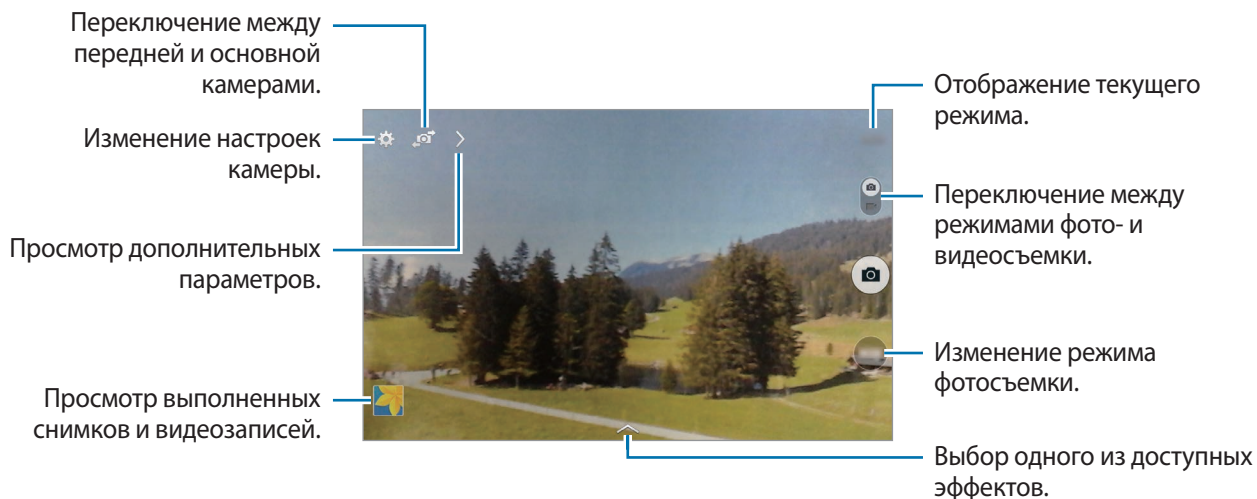 Переключение между
передней и основной
камерами.
Изменение настроек
камеры.
Просмотр дополнительных
параметров.
Просмотр выполненных
снимков и видеозаписей.
Отображение текущего
режима.
Переключение между
режимами фото- и
видеосъемки.
Изменение режима
фотосъемки.
Выбор одного из доступных
эффектов.